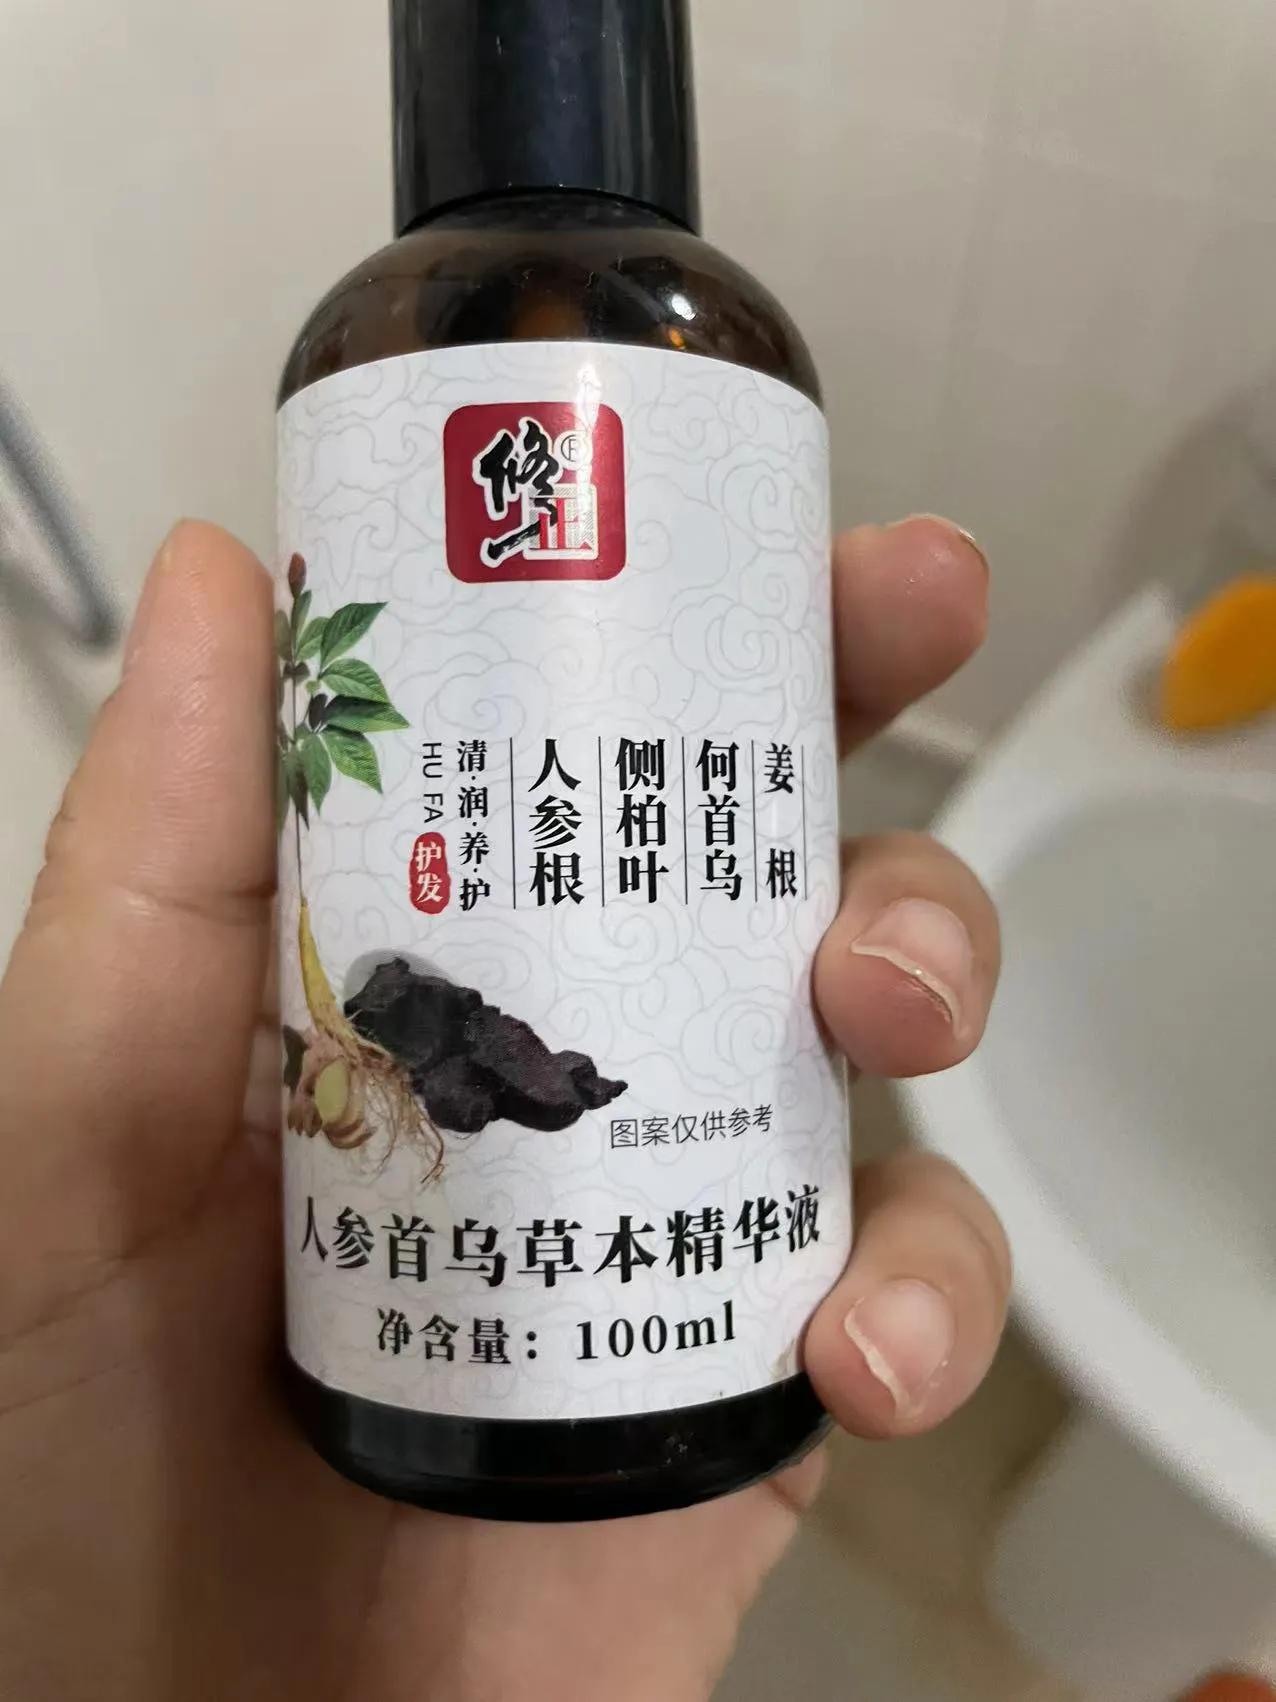 修正®
姜根
何首乌
侧柏叶
人参根
清·润·养·护
HU FA
护发
图案仅供参考
人参首乌草本精华液
净含量：100ml